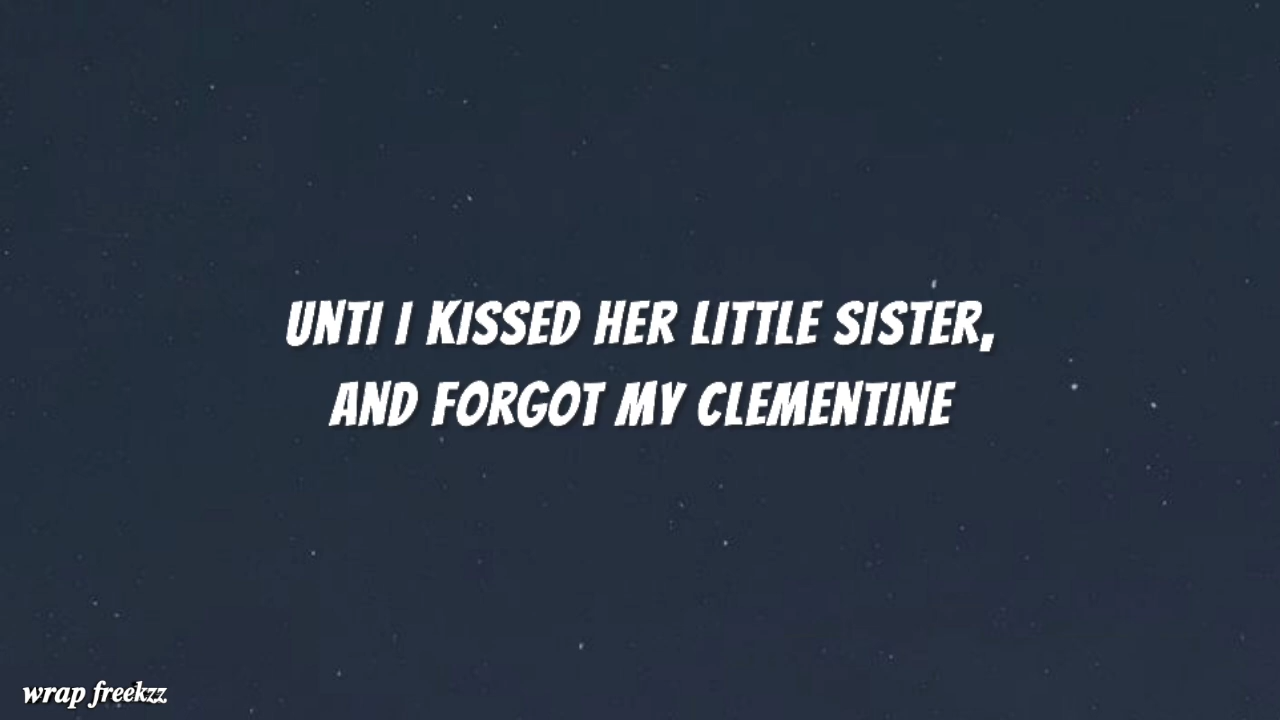 UNTI I KISSED HER LITTLE SISTER,
AND FORGOT MY CLEMENTINE
wrap freekzz